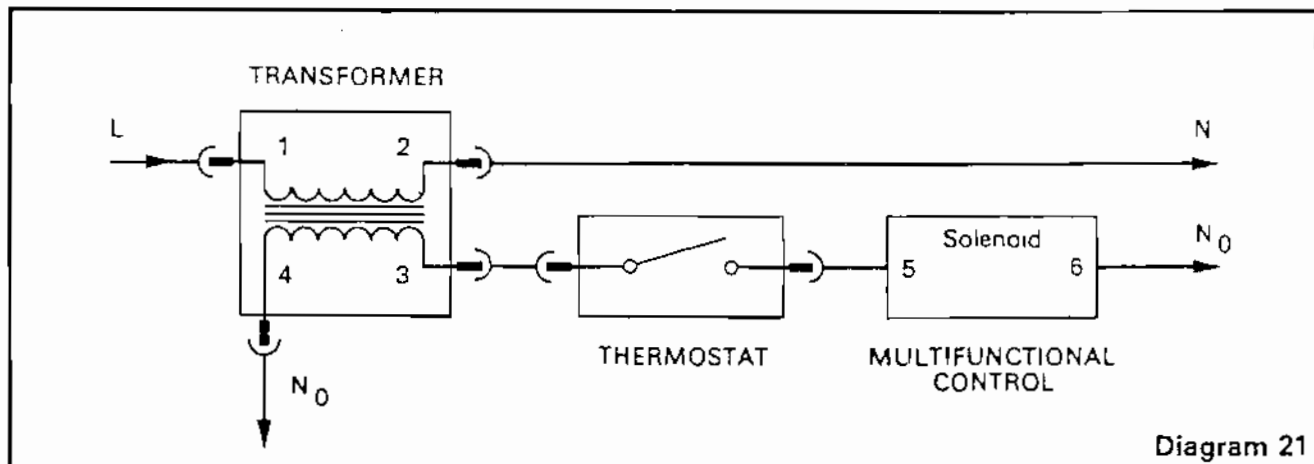 TRANSFORMER
L
1
2
N
4
3
N0
THERMOSTAT
Solenoid
5
6
MULTIFUNCTIONAL
CONTROL
N0
Diagram 21